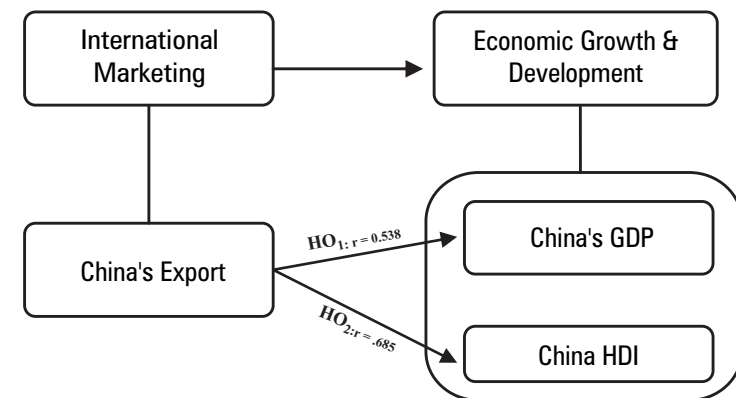 International
Marketing
Economic Growth &
Development
China's Export
HO1: r = 0.538
HO2:r = .685
China's GDP
China HDI